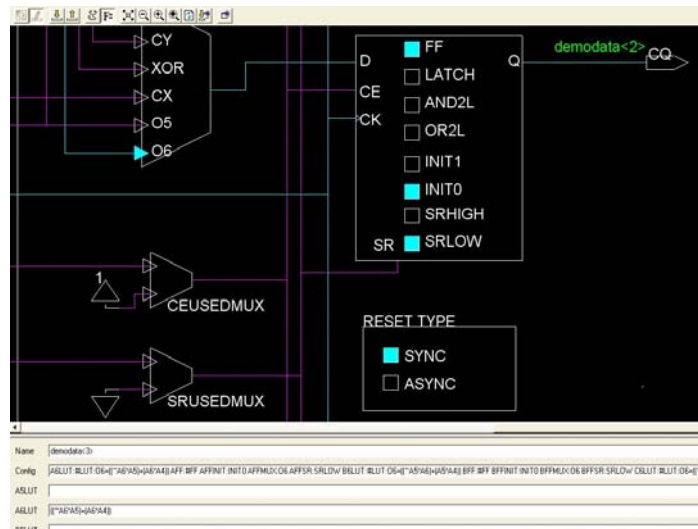 CY
XOR
CX
O5
O6
D
CE
CK
SR
FF
LATCH
AND2L
OR2L
INIT1
INIT0
SRHIGH
SRLOW
Q
demodata<2>
CQ
1
CEUSEDMUX
SRUSEDMUX
RESET TYPE
SYNC
ASYNC
Name demodata<3>
Config
A5LUT
A6LUT